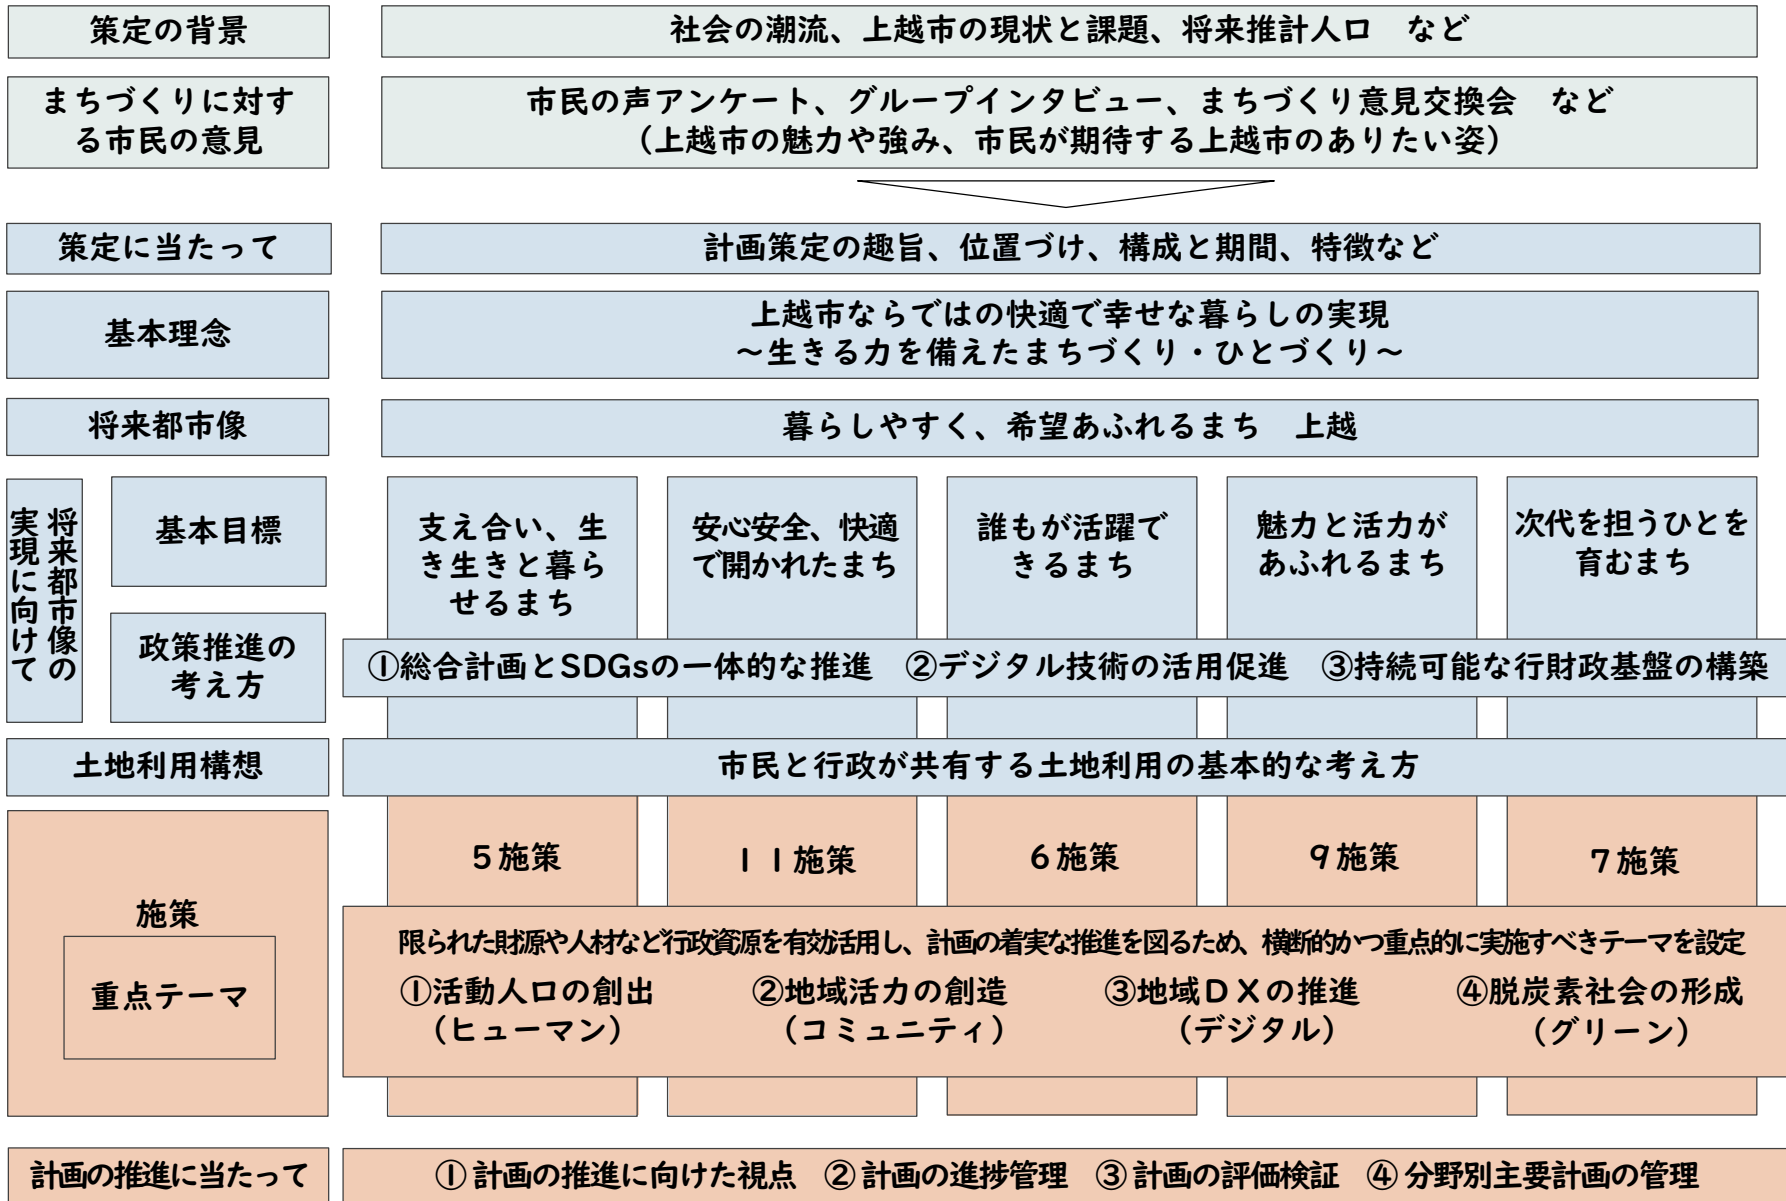 策定の背景
社会の潮流、上越市の現状と課題、将来推計人口　など
まちづくりに対す
る市民の意見
市民の声アンケート、グループインタビュー、まちづくり意見交換会　など
（上越市の魅力や強み、市民が期待する上越市のありたい姿）
策定に当たって
計画策定の趣旨、位置づけ、構成と期間、特徴など
基本理念
上越市ならではの快適で幸せな暮らしの実現
～生きる力を備えたまちづくり・ひとづくり～
将来都市像
暮らしやすく、希望あふれるまち　上越
将来都市像の
実現に向けて
基本目標
支え合い、生
き生きと暮ら
せるまち
安心安全、快適
で開かれたまち
誰もが活躍で
きるまち
魅力と活力が
あふれるまち
次代を担うひとを
育むまち
政策推進の
考え方
①総合計画とSDGsの一体的な推進　②デジタル技術の活用促進　③持続可能な行財政基盤の構築
土地利用構想
市民と行政が共有する土地利用の基本的な考え方
施策
５施策
１１施策
６施策
９施策
７施策
重点テーマ
限られた財源や人材など行政資源を有効活用し、計画の着実な推進を図るため、横断的かつ重点的に実施すべきテーマを設定
①活動人口の創出
（ヒューマン）
②地域活力の創造
（コミュニティ）
③地域ＤＸの推進
（デジタル）
④脱炭素社会の形成
（グリーン）
計画の推進に当たって
① 計画の推進に向けた視点　② 計画の進捗管理　③ 計画の評価検証　④ 分野別主要計画の管理